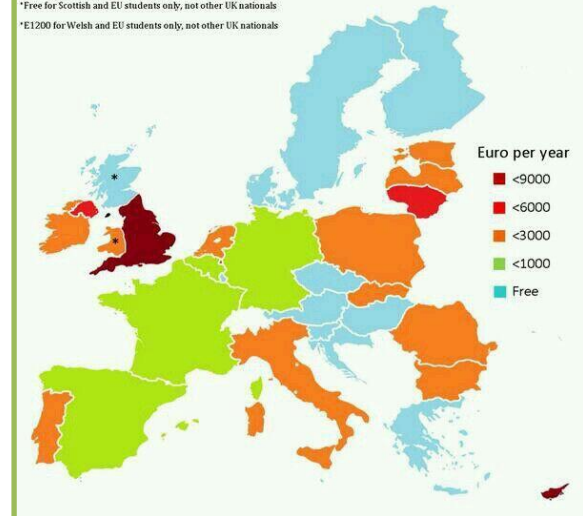 *Free for Scottish and EU students only, not other UK nationals
*E1200 for Welsh and EU students only, not other UK nationals
*
*
Euro per year
<9000
<6000
<3000
<1000
Free